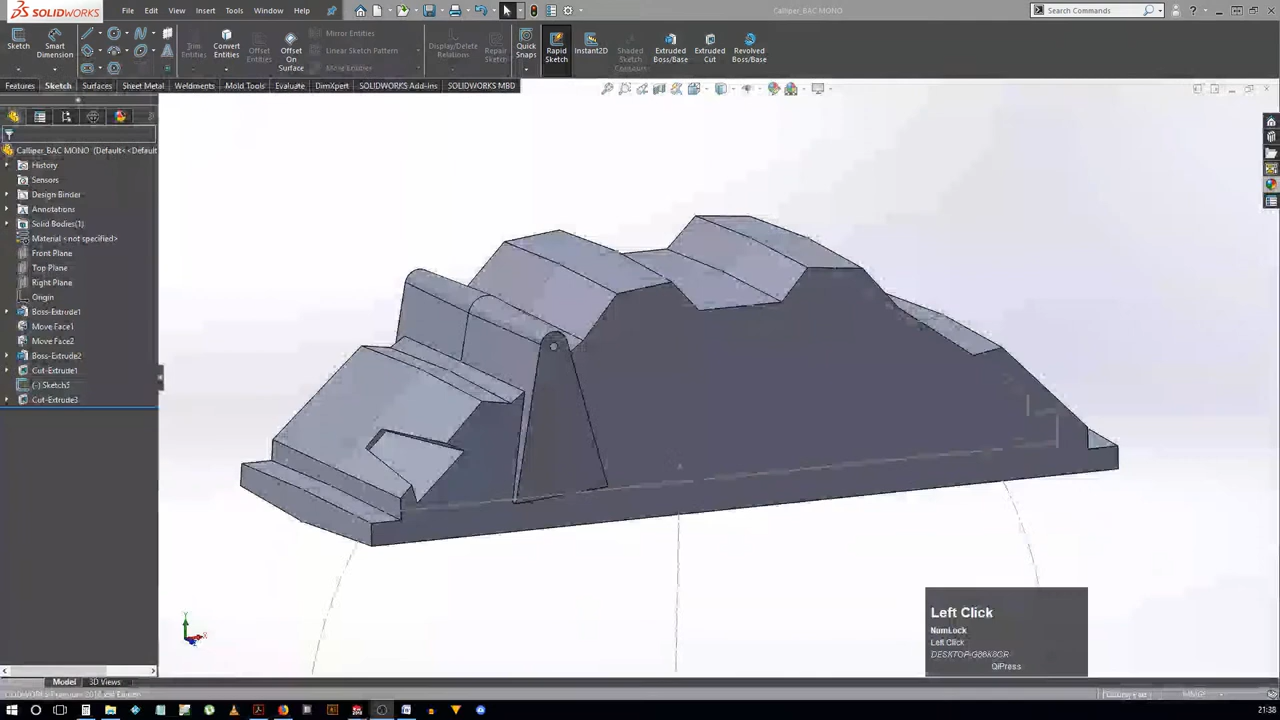 SOLIDWORKS
File Edit View Insert Tools Window Help
Calliper_BAC MONO
Search Commands
Sketch
Smart Dimension
Trim Entities
Convert Entities
Offset Entities
Offset On Surface
Mirror Entities
Linear Sketch Pattern
Move Entities
Display/Delete Relations
Repair Sketch
Quick Snaps
Rapid Sketch
Instant2D
Shaded Sketch Contours
Extruded Boss/Base
Extruded Cut
Revolved Boss/Base
Features Sketch Surfaces Sheet Metal Weldments Mold Tools Evaluate DimXpert SOLIDWORKS Add-Ins SOLIDWORKS MBD
Calliper_BAC MONO (Default<<Default
History
Sensors
Design Binder
Annotations
Solid Bodies(1)
Material <not specified>
Front Plane
Top Plane
Right Plane
Origin
Boss-Extrude1
Move Face1
Move Face2
Boss-Extrude2
Cut-Extrude1
(-) Sketch5
Cut-Extrude3
Left Click
NumLock
Left Click
QiPress
Model 3D Views
21:38